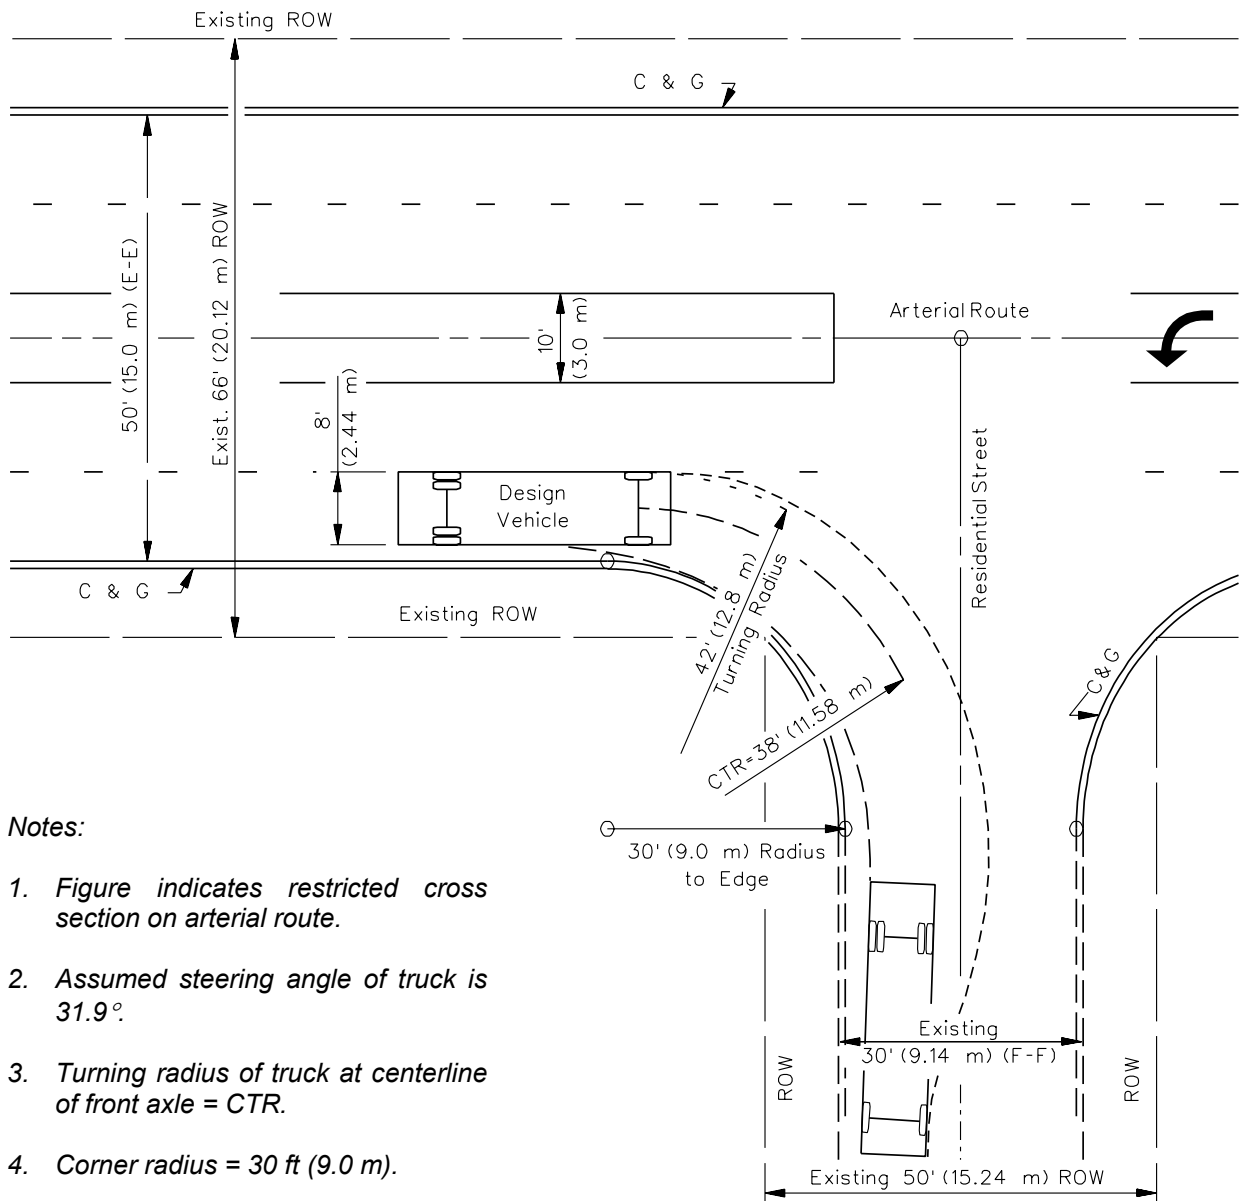 Existing ROW
C & G
50' (15.0 m) (E-E)
Exist. 66' (20.12 m) ROW
10'
(3.0 m)
Arterial Route
8'
(2.44 m)
Design
Vehicle
Residential Street
C & G
Existing ROW
42' (12.8 m)
Turning Radius
CTR=38' (11.58 m)
C & G
30' (9.0 m) Radius
to Edge
Existing
30' (9.14 m) (F-F)
ROW
ROW
Existing 50' (15.24 m) ROW
Notes:
1. Figure indicates restricted cross
section on arterial route.
2. Assumed steering angle of truck is
31.9°.
3. Turning radius of truck at centerline
of front axle = CTR.
4. Corner radius = 30 ft (9.0 m).